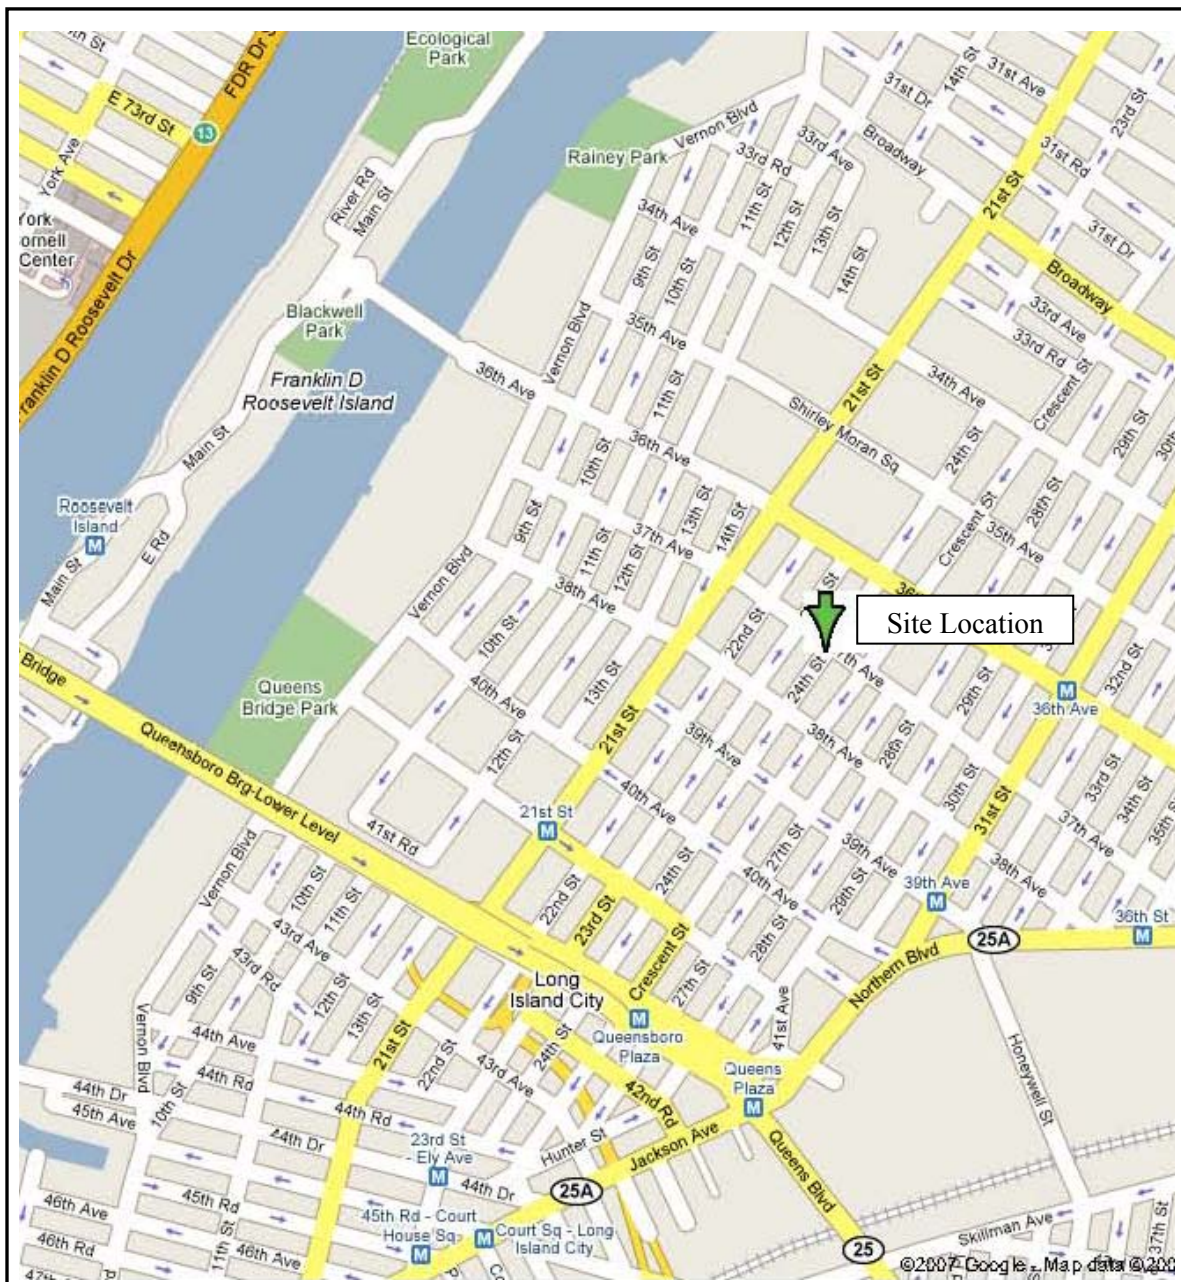 Ecological
Park
FDR Dr S
E 73rd St
13
York Ave
York
Center
Franklin D Roosevelt Dr
River Rd
Main St
Blackwell
Park
Franklin D
Roosevelt Island
Main St
Roosevelt
Island
M
E Rd
Main St
Bridge
Rainey Park
Vernon Blvd
33rd Rd
33rd Ave
Broadway
31st Dr
14th St
31st Ave
23rd St
31st Rd
31st Dr
21st St
Broadway
34th Ave
11th St
12th St
13th St
14th St
9th St
10th St
35th Ave
Vernon Blvd
36th Ave
11th St
21st St
Shirley Moran Sq
34th Ave
33rd Ave
33rd Rd
Crescent St
24th St
29th St
30th
36th Ave
10th St
9th St
37th Ave
13th St
14th St
11th St
12th St
38th Ave
Vernon Blvd
10th St
40th Ave
13th St
12th St
Crescent St
35th Ave
28th St
22nd St
Site Location
24th St
29th St
32nd St
M
36th Ave
Queens
Bridge Park
Queensboro Brg-Lower Level
41st Rd
21st St
39th Ave
38th Ave
28th St
30th St
31st St
33rd St
34th St
35th
37th Ave
38th Ave
21st St
M
40th Ave
24th St
27th St
39th Ave
29th St
40th Ave
39th Ave
M
36th St
M
25A
Northern Blvd
22nd St
23rd St
Crescent St
28th St
27th St
41st Ave
Vernon Blvd
10th St
11th St
43rd Ave
43rd Rd
12th St
13th St
9th St
21st St
Long
Island City
M
Queensboro
Plaza
Queens
Plaza
M
Honeywell St
22nd St
43rd Ave
24th St
42nd Rd
44th Ave
44th Rd
44th Rd
44th Dr
45th Ave
Vernon Blvd
10th St
24th Dr
23rd St
- Ely Ave
M
44th Dr
Hunter St
Jackson Ave
25A
Queens Blvd
25
Skillman Ave
37th St
45th Rd
46th Ave
46th Rd
11th St
46th Ave
47th
45th Rd - Court
House Sq
M
M
Court Sq - Long
Island City
©2007 Google - Map data ©200